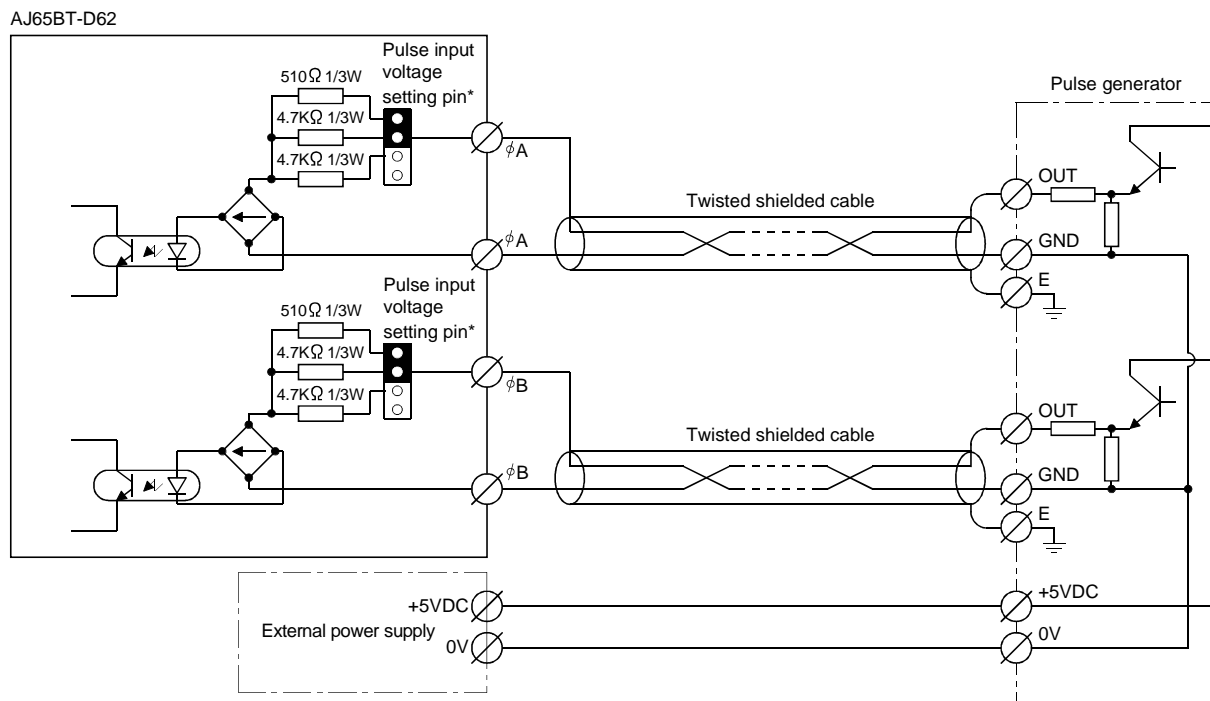 AJ65BT-D62
Pulse input
voltage
setting pin*
510Ω 1/3W
4.7KΩ 1/3W
4.7KΩ 1/3W
ϕA
ϕA
Twisted shielded cable
Pulse generator
OUT
GND
E
Pulse input
voltage
setting pin*
510Ω 1/3W
4.7KΩ 1/3W
4.7KΩ 1/3W
ϕB
ϕB
Twisted shielded cable
OUT
GND
E
External power supply
+5VDC
0V
+5VDC
0V